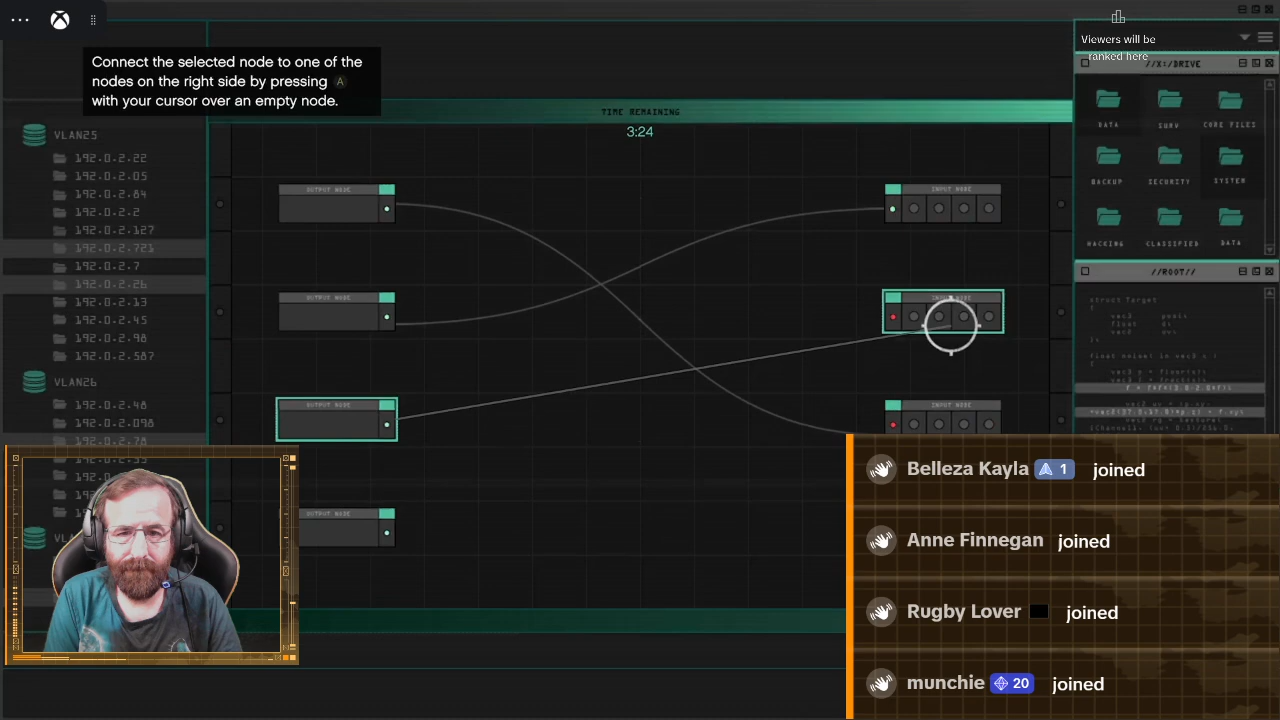 Viewers will be
ranked here
Connect the selected node to one of the
nodes on the right side by pressing A
with your cursor over an empty node.
TIME REMAINING
3:24
//X:/DRIVE
DATA
SURV
CORE FILES
BACKUP
SECURITY
SYSTEM
HACKING
CLASSIFIED
DATA
//ROOT//
struct Target
VLAN25
192.0.2.22
192.0.2.05
192.0.2.84
192.0.2.2
192.0.2.127
192.0.2.721
192.0.2.7
192.0.2.26
192.0.2.13
192.0.2.45
192.0.2.98
192.0.2.587
VLAN26
192.0.2.48
192.0.2.098
192.0.2.78
OUTPUT NODE
INPUT NODE
OUTPUT NODE
OUTPUT NODE
INPUT NODE
OUTPUT NODE
Belleza Kayla 1 joined
Anne Finnegan joined
Rugby Lover joined
munchie 20 joined